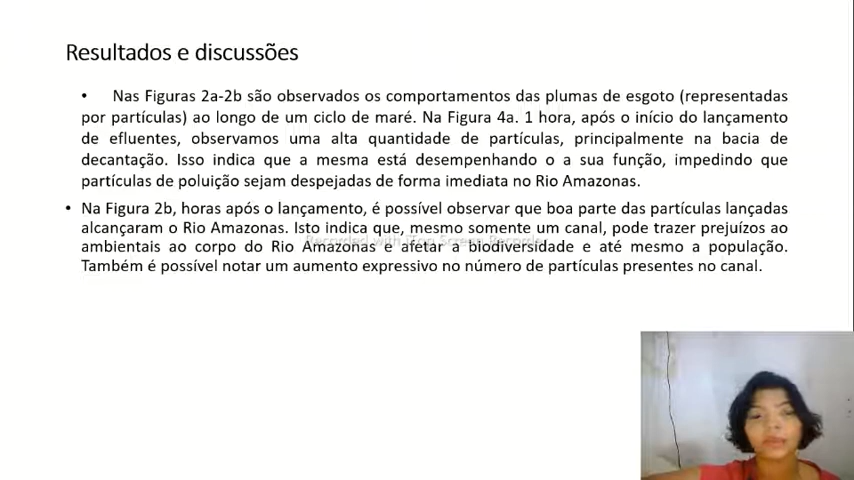 Resultados e discussões
• Nas Figuras 2a-2b são observados os comportamentos das plumas de esgoto (representadas
por partículas) ao longo de um ciclo de maré. Na Figura 4a. 1 hora, após o início do lançamento
de efluentes, observamos uma alta quantidade de partículas, principalmente na bacia de
decantação. Isso indica que a mesma está desempenhando o a sua função, impedindo que
partículas de poluição sejam despejadas de forma imediata no Rio Amazonas.
• Na Figura 2b, horas após o lançamento, é possível observar que boa parte das partículas lançadas
alcançaram o Rio Amazonas. Isto indica que, mesmo somente um canal, pode trazer prejuízos ao
ambientais ao corpo do Rio Amazonas e afetar a biodiversidade e até mesmo a população.
Também é possível notar um aumento expressivo no número de partículas presentes no canal.
Recorded with iTop Screen